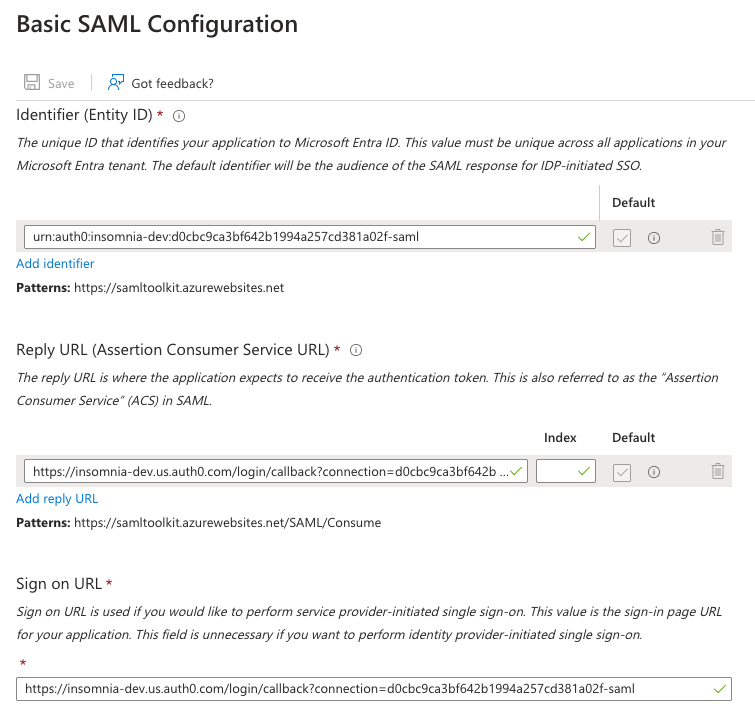 Basic SAML Configuration
Save
Got feedback?
Identifier (Entity ID) *
The unique ID that identifies your application to Microsoft Entra ID. This value must be unique across all applications in your
Microsoft Entra tenant. The default identifier will be the audience of the SAML response for IDP-initiated SSO.
Default
urn:auth0:insomnia-dev:d0cbc9ca3bf642b1994a257cd381a02f-saml
Add identifier
Patterns: https://samltoolkit.azurewebsites.net
Reply URL (Assertion Consumer Service URL) *
The reply URL is where the application expects to receive the authentication token. This is also referred to as the "Assertion
Consumer Service" (ACS) in SAML.
Index Default
https://insomnia-dev.us.auth0.com/login/callback?connection=d0cbc9ca3bf642b ...
Add reply URL
Patterns: https://samltoolkit.azurewebsites.net/SAML/Consume
Sign on URL *
Sign on URL is used if you would like to perform service provider-initiated single sign-on. This value is the sign-in page URL
for your application. This field is unnecessary if you want to perform identity provider-initiated single sign-on.
*
https://insomnia-dev.us.auth0.com/login/callback?connection=d0cbc9ca3bf642b1994a257cd381a02f-saml